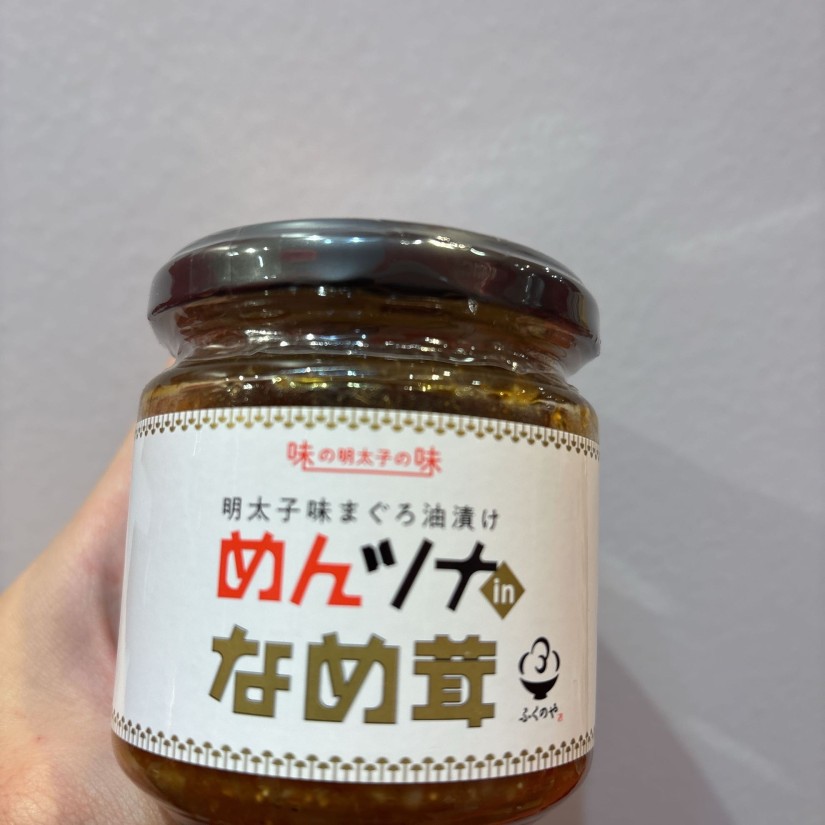 味の明太子の味
明太子味まぐろ油漬け
めんツナin
なめ茸
ふくのや